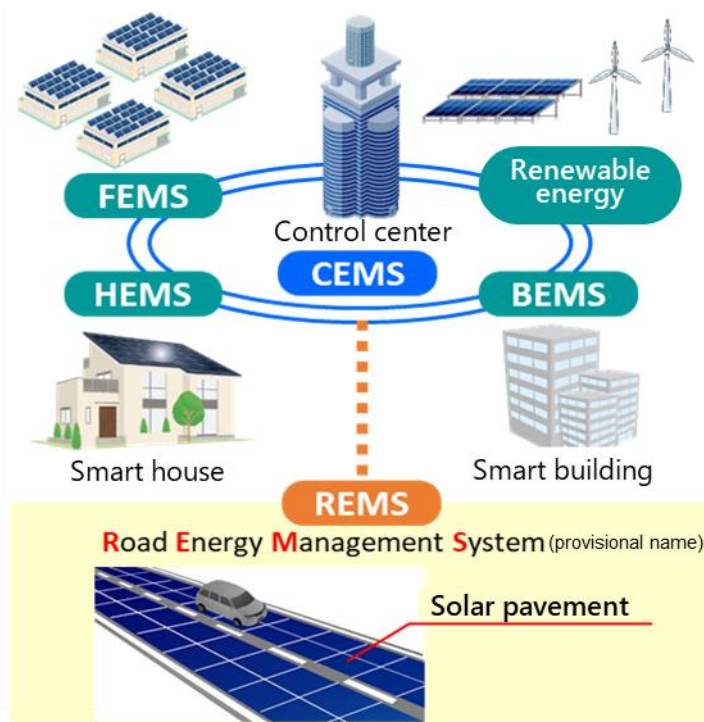 FEMS
Renewable
energy
Control center
CEMS
HEMS
BEMS
Smart house
Smart building
REMS
Road Energy Management System (provisional name)
Solar pavement